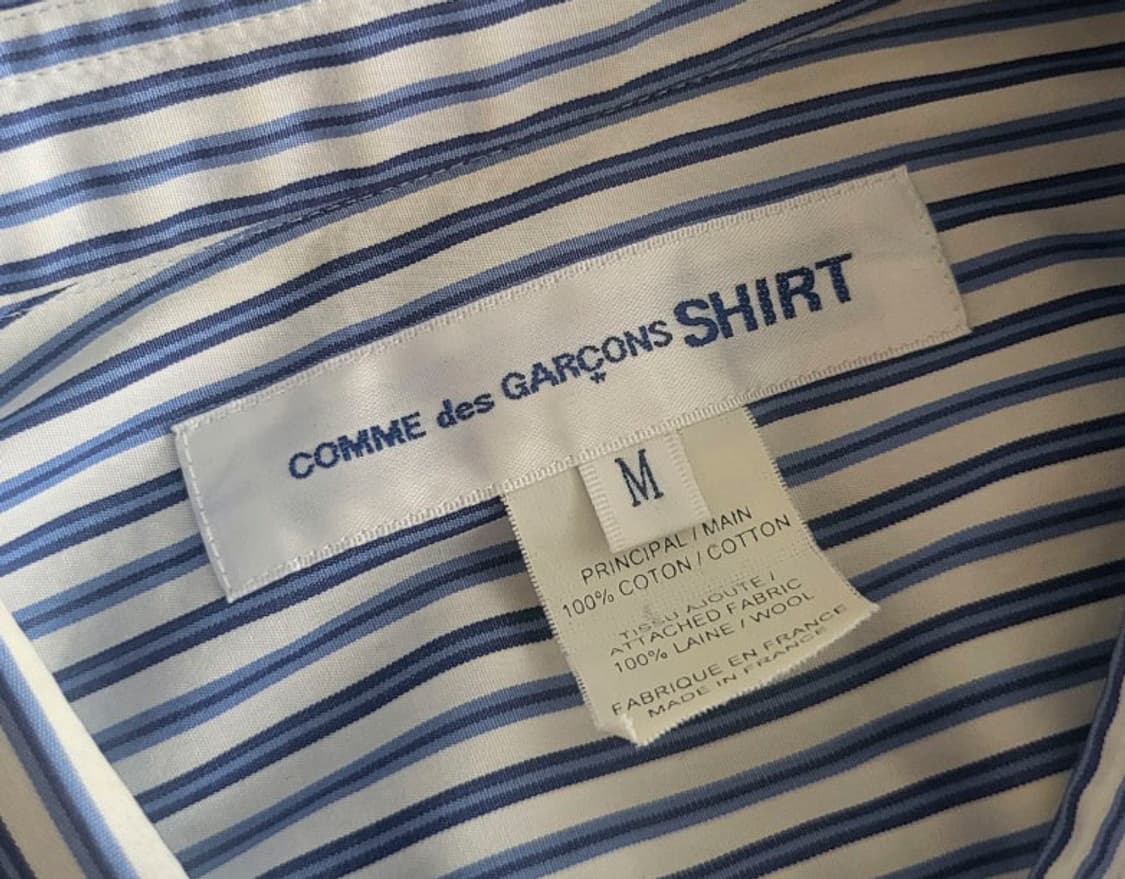 COMME des GARÇONS SHIRT
*
M
PRINCIPAL / MAIN
100% COTON / COTTON
TISSU AJOUTE /
ATTACHED FABRIC
100% LAINE / WOOL
FABRIQUE EN FRANCE
MADE IN FRANCE